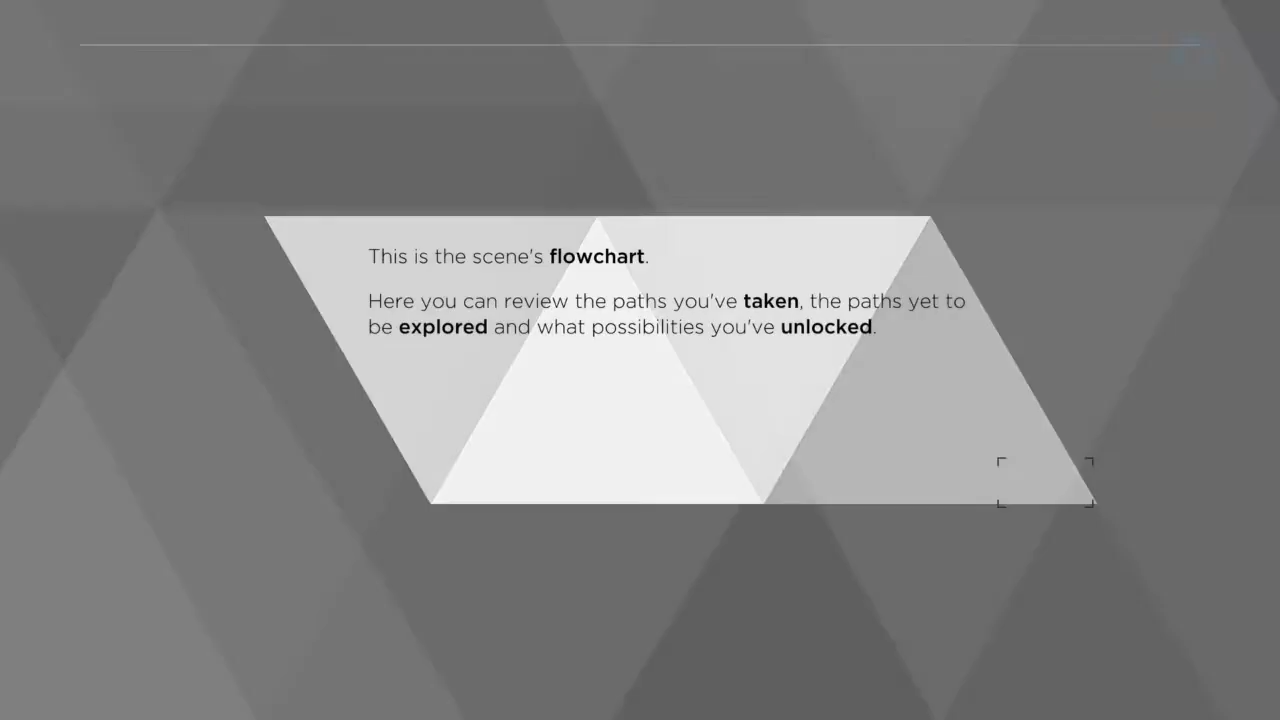 This is the scene's flowchart.
Here you can review the paths you've taken, the paths yet to
be explored and what possibilities you've unlocked.